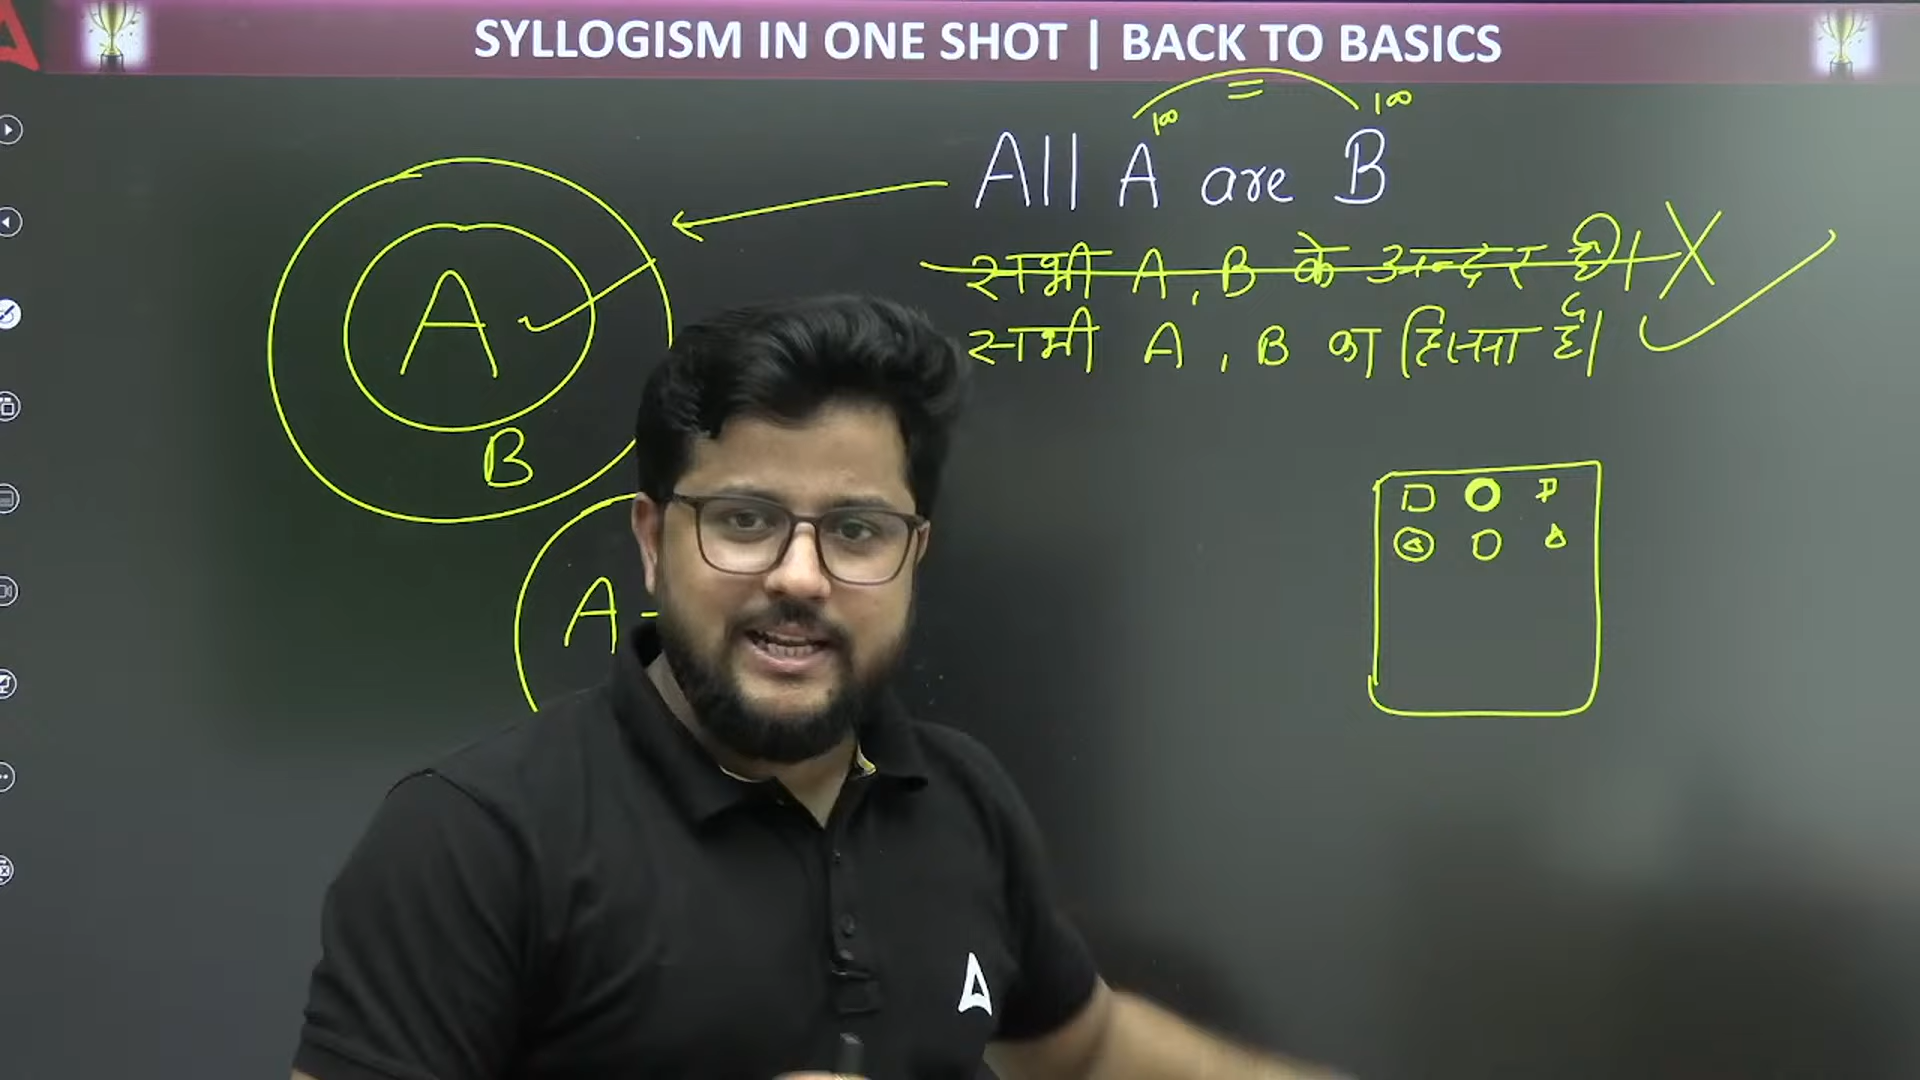 SYLLOGISM IN ONE SHOT | BACK TO BASICS
100 = 100
All A are B
सभी A, B के अन्दर है। X
सभी A, B का हिस्सा है।
A
B
A